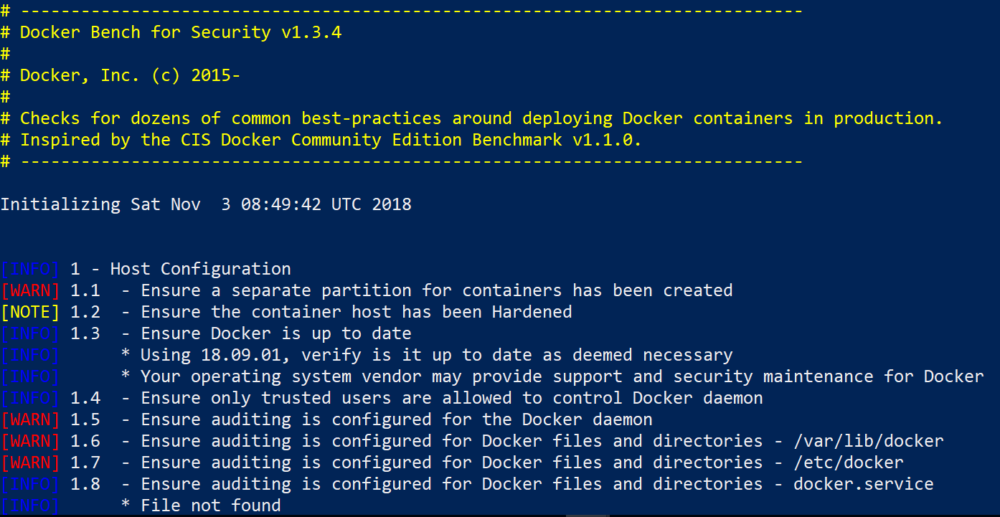 # ------------------------------------------------------------------------------
# Docker Bench for Security v1.3.4
#
# Docker, Inc. (c) 2015-
#
# Checks for dozens of common best-practices around deploying Docker containers in production.
# Inspired by the CIS Docker Community Edition Benchmark v1.1.0.
# ------------------------------------------------------------------------------
Initializing Sat Nov  3 08:49:42 UTC 2018
[INFO] 1 - Host Configuration
[WARN] 1.1  - Ensure a separate partition for containers has been created
[NOTE] 1.2  - Ensure the container host has been Hardened
[INFO] 1.3  - Ensure Docker is up to date
[INFO]      * Using 18.09.01, verify is it up to date as deemed necessary
[INFO]      * Your operating system vendor may provide support and security maintenance for Docker
[INFO] 1.4  - Ensure only trusted users are allowed to control Docker daemon
[WARN] 1.5  - Ensure auditing is configured for the Docker daemon
[WARN] 1.6  - Ensure auditing is configured for Docker files and directories - /var/lib/docker
[WARN] 1.7  - Ensure auditing is configured for Docker files and directories - /etc/docker
[INFO] 1.8  - Ensure auditing is configured for Docker files and directories - docker.service
[INFO]      * File not found